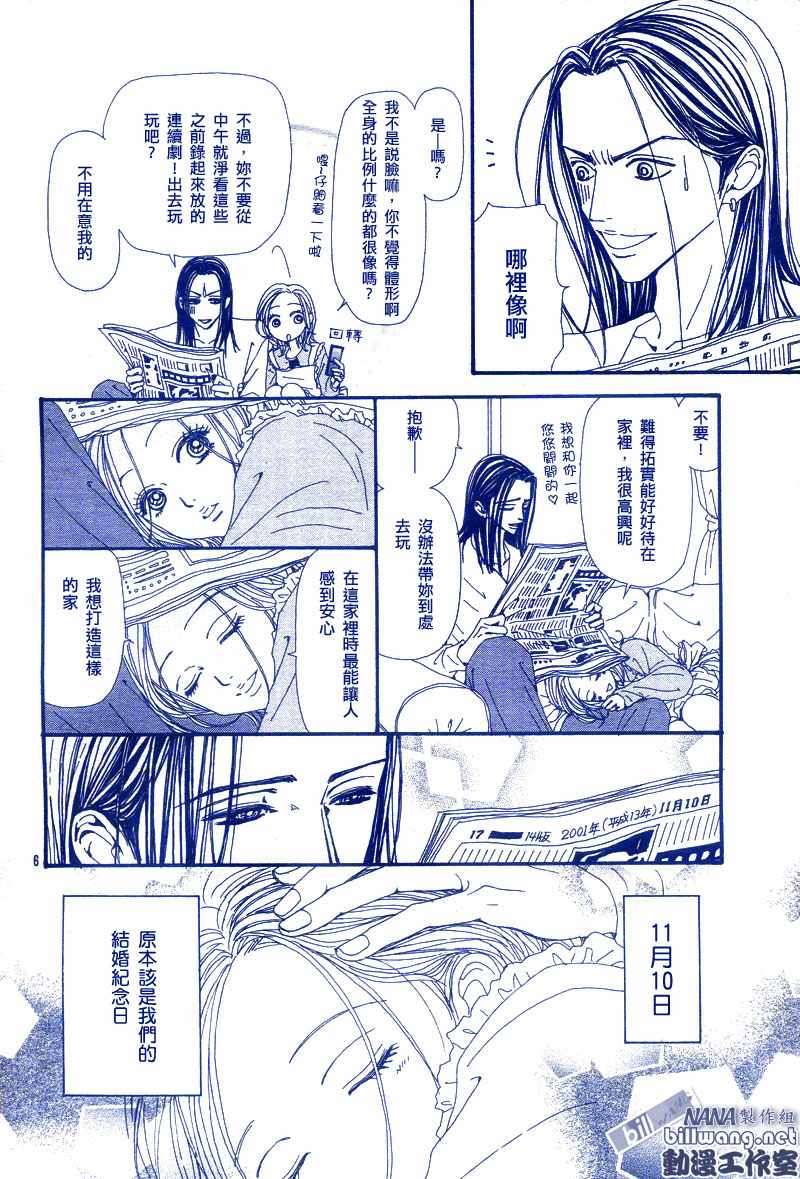 哪裡像啊
是—嗎？
我不是説臉嘛，你不覺得體形啊
全身的比例什麼的都很像嗎？
喂~仔細看一下啦
不過，妳不要從
中午就淨看這些
之前錄起來放的
連續劇！出去玩
玩吧？
不用在意我的
回轉
不要！
難得拓實能好好待在
家裡，我很高興呢
我想和你一起
悠悠閒閒的♡
抱歉—
沒辦法帶妳到處
去玩
在這家裡時最能讓人
感到安心
我想打造這樣
的家
17 14版 2001年(平成13年) 11月10日
6
11月10日
原本該是我們的
結婚紀念日
bill
NANA製作組
billwang.net
動漫工作室